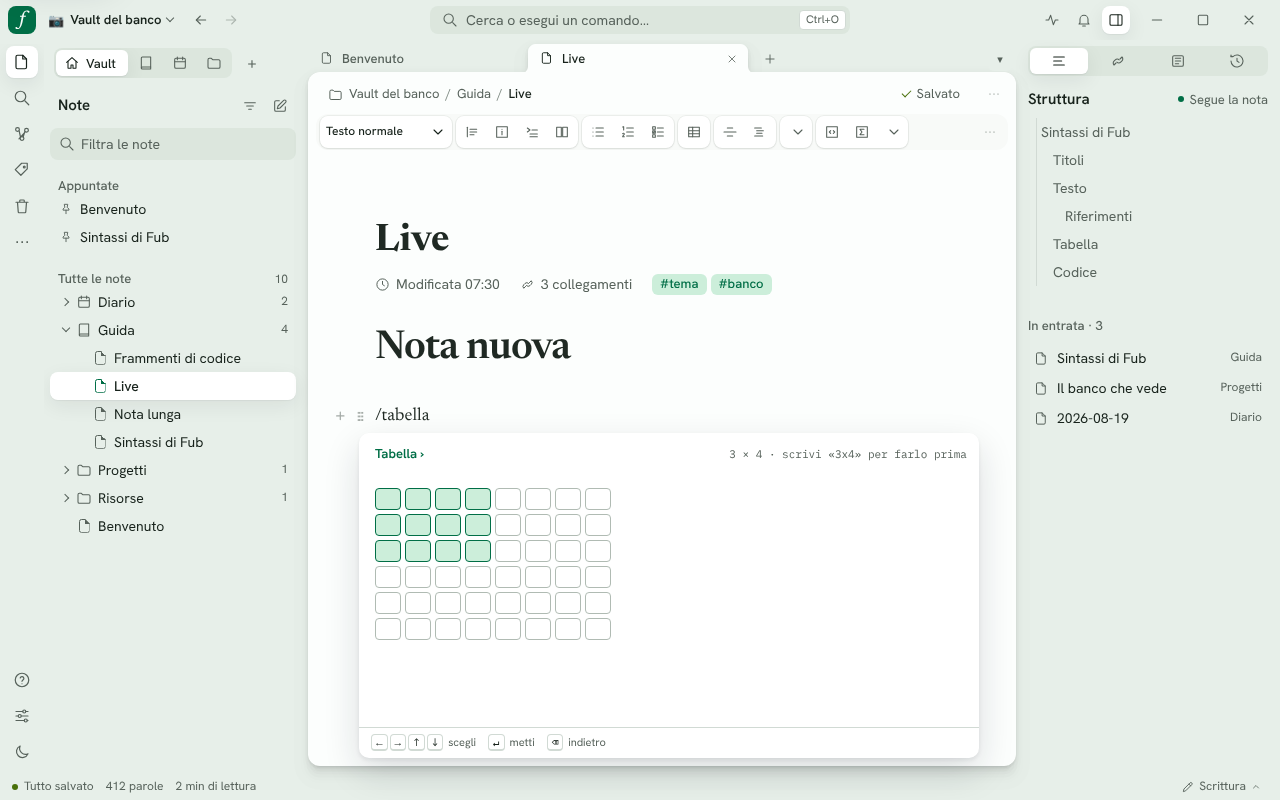 Vault del banco
Cerca o esegui un comando…
Ctrl+O
Vault
Note
Filtra le note
Appuntate
Benvenuto
Sintassi di Fub
Tutte le note 10
Diario 2
Guida 4
Frammenti di codice
Live
Nota lunga
Sintassi di Fub
Progetti 1
Risorse 1
Benvenuto
Benvenuto
Live
Vault del banco / Guida / Live
Salvato
Testo normale
Live
Modificata 07:30
3 collegamenti
#tema
#banco
Nota nuova
/tabella
Tabella ›
3 × 4 · scrivi «3x4» per farlo prima
← → ↑ ↓ scegli ↵ metti ⌫ indietro
Struttura
Segue la nota
Sintassi di Fub
Titoli
Testo
Riferimenti
Tabella
Codice
In entrata · 3
Sintassi di Fub Guida
Il banco che vede Progetti
2026-08-19 Diario
Tutto salvato
412 parole
2 min di lettura
Scrittura